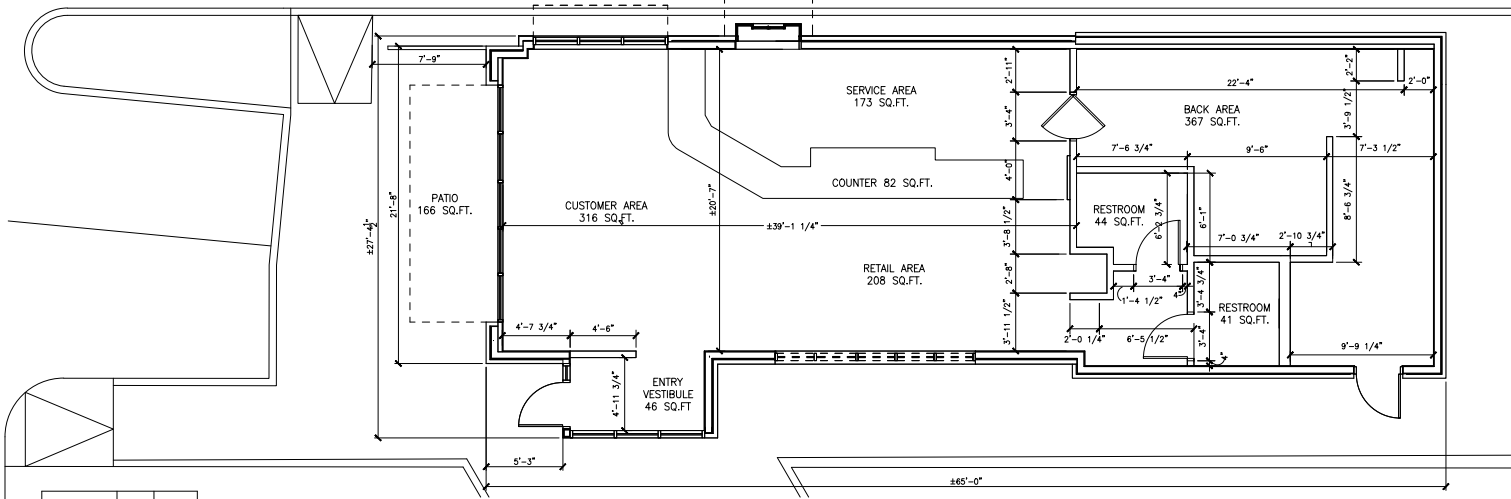 7'-9"
±27'-4"
21'-8"
PATIO
166 SQ.FT.
CUSTOMER AREA
316 SQ.FT.
±39'-1 1/4"
±20'-7"
SERVICE AREA
173 SQ.FT.
COUNTER 82 SQ.FT.
RETAIL AREA
208 SQ.FT.
4'-7 3/4"
4'-6"
4'-11 3/4"
ENTRY
VESTIBULE
46 SQ.FT
5'-3"
±65'-0"
2'-11"
3'-4"
4'-0"
3'-8 1/2"
2'-8"
3'-11 1/2"
22'-4"
2'-2"
2'-0"
BACK AREA
367 SQ.FT.
3'-9 1/2"
7'-6 3/4"
9'-6"
7'-3 1/2"
RESTROOM
44 SQ.FT.
6'-2 3/4"
6'-1"
8'-6 3/4"
7'-0 3/4"
2'-10 3/4"
3'-4"
1'-4 1/2"
4"
3'-4 3/4"
RESTROOM
41 SQ.FT.
2'-0 1/4"
6'-5 1/2"
3'-4"
9'-9 1/4"